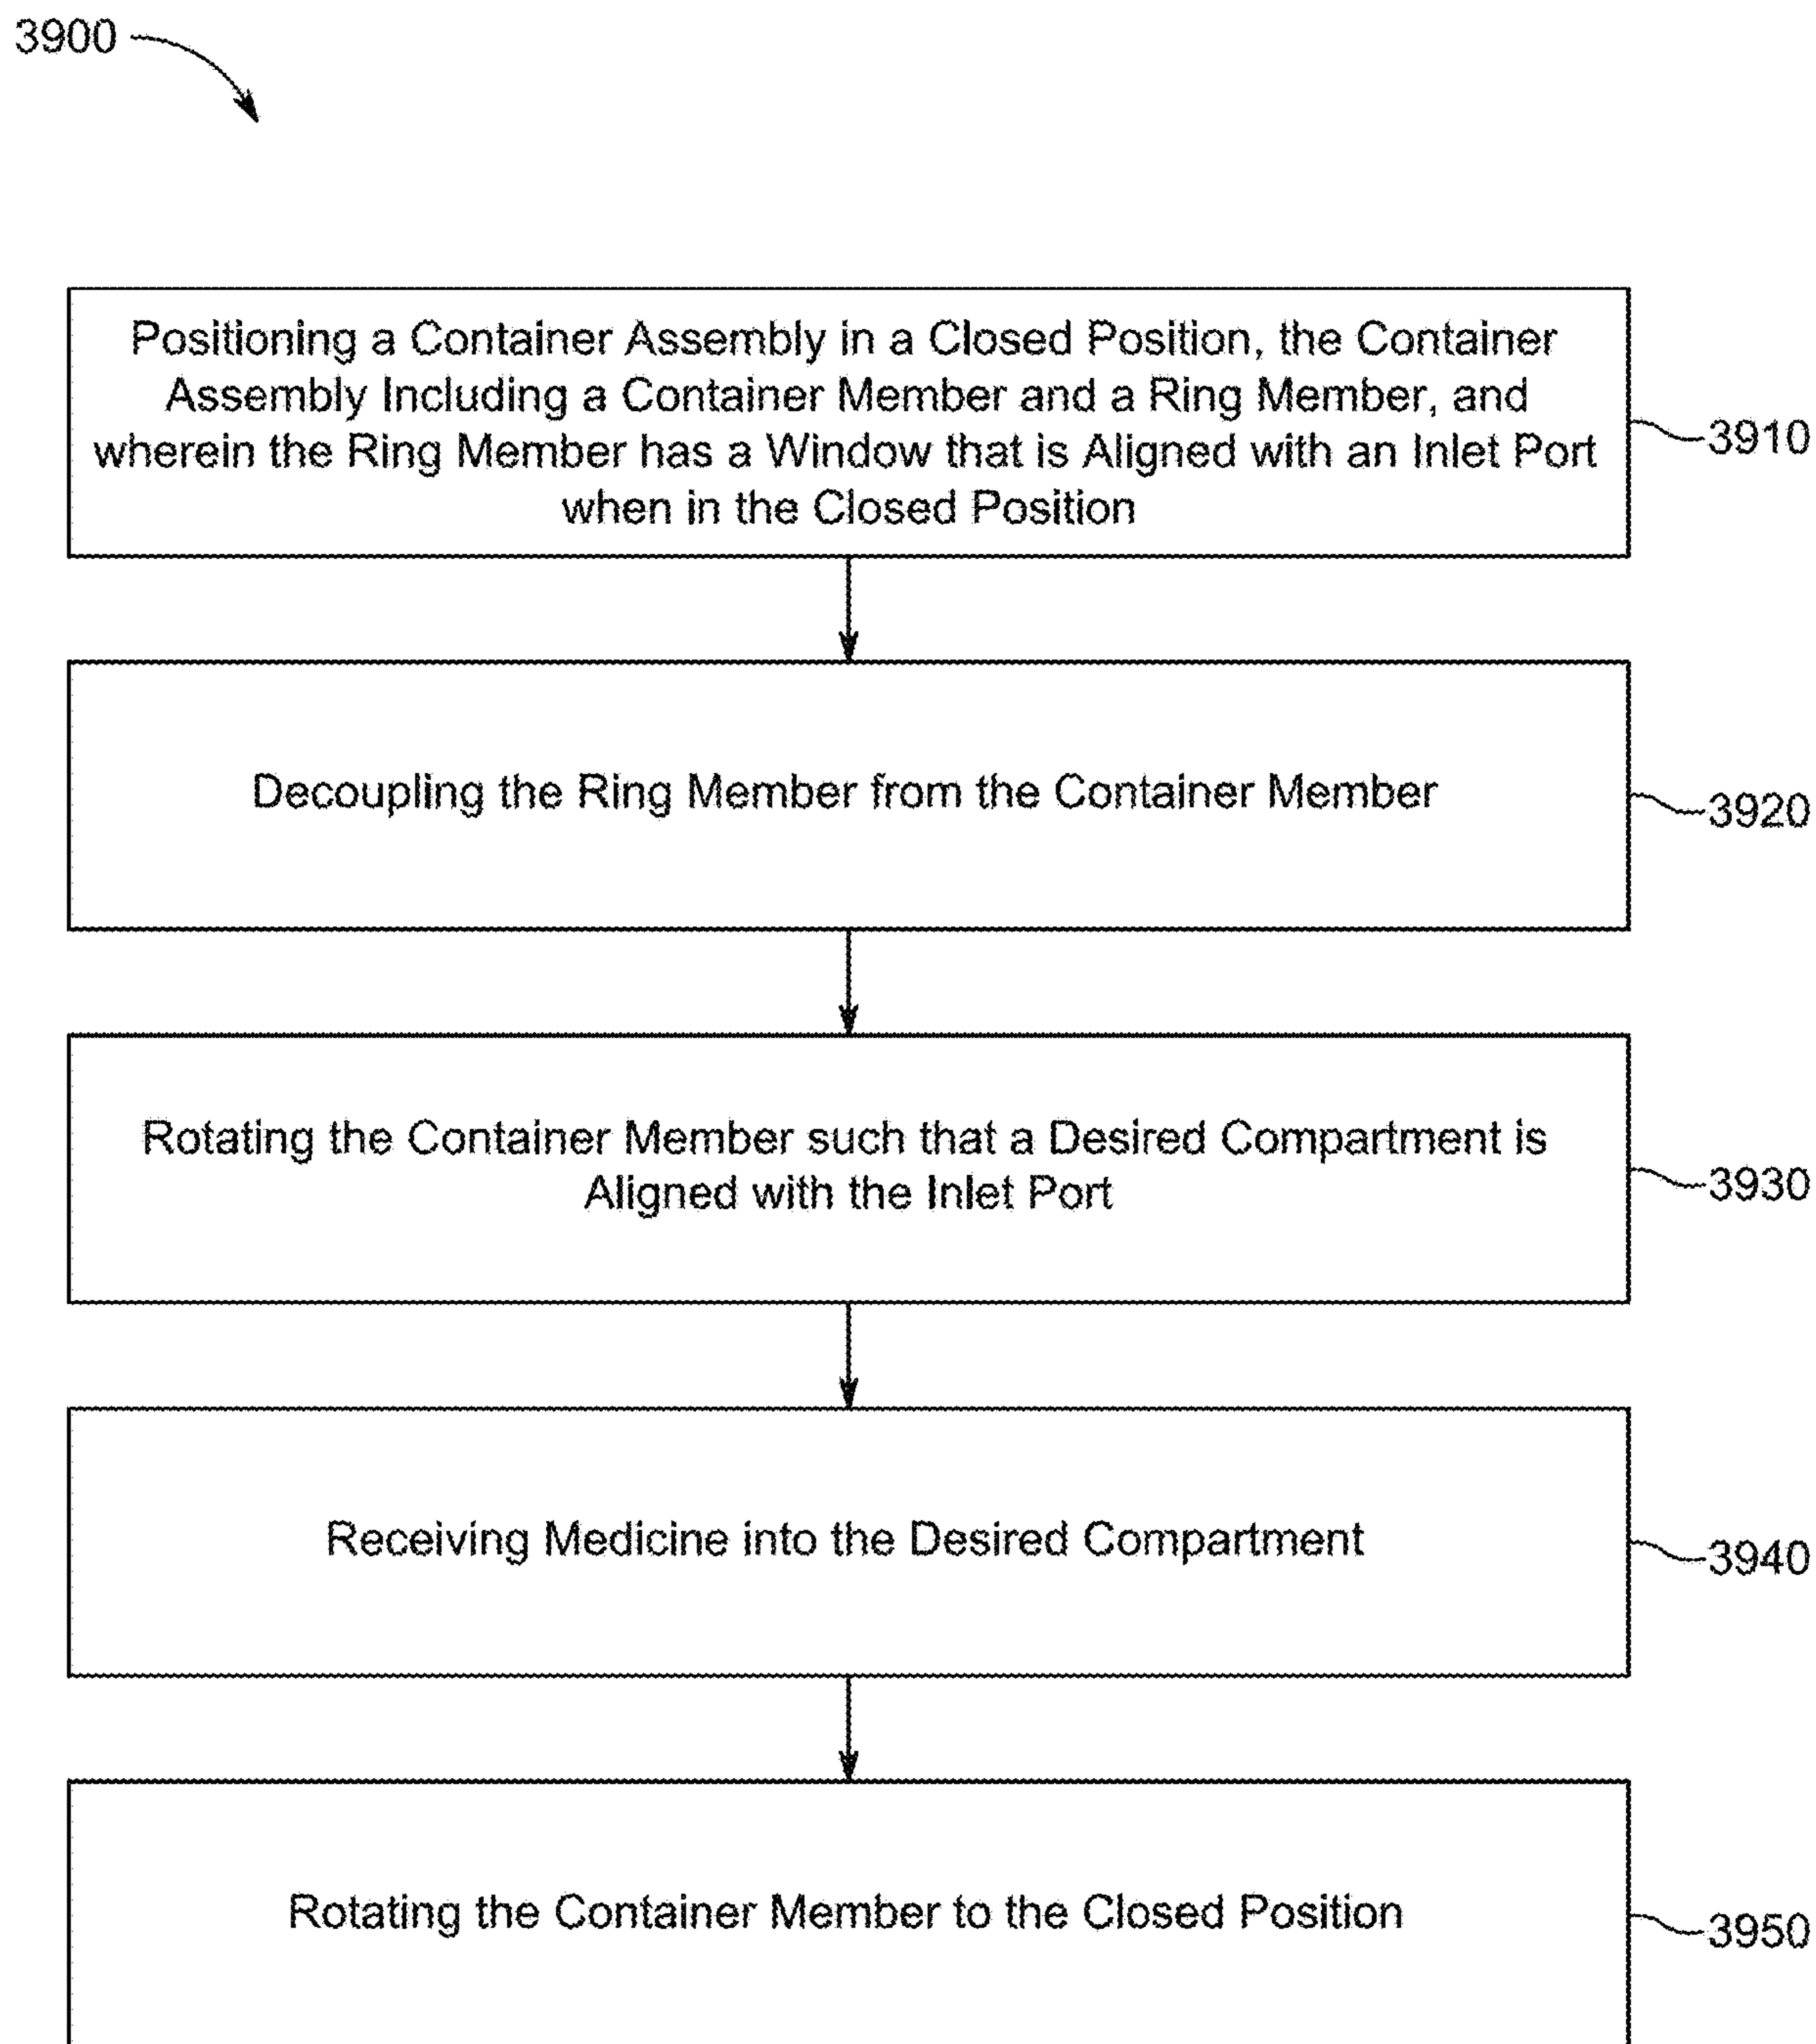 3900
Positioning a Container Assembly in a Closed Position, the Container
Assembly Including a Container Member and a Ring Member, and
wherein the Ring Member has a Window that is Aligned with an Inlet Port
when in the Closed Position
3910
Decoupling the Ring Member from the Container Member
3920
Rotating the Container Member such that a Desired Compartment is
Aligned with the Inlet Port
3930
Receiving Medicine into the Desired Compartment
3940
Rotating the Container Member to the Closed Position
3950